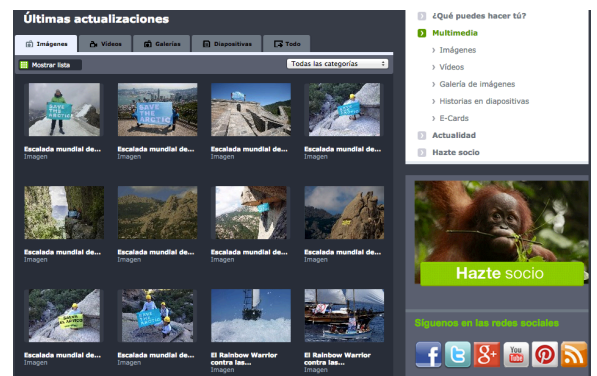 Últimas actualizaciones
Imágenes
Vídeos
Galerías
Diapositivas
Todo
Mostrar lista
Todas las categorías
SAVE THE ARCTIC
SAVE THE ARCTIC
Escalada mundial de...
Imagen
Escalada mundial de...
Imagen
Escalada mundial de...
Imagen
Escalada mundial de...
Imagen
Escalada mundial de...
Imagen
Escalada mundial de...
Imagen
Escalada mundial de...
Imagen
Escalada mundial de...
Imagen
Escalada mundial de...
Imagen
Escalada mundial de...
Imagen
El Rainbow Warrior
contra las...
Imagen
El Rainbow Warrior
contra las...
Imagen
¿Qué puedes hacer tú?
Multimedia
Imágenes
Vídeos
Galería de imágenes
Historias en diapositivas
E-Cards
Actualidad
Hazte socio
Hazte socio
Síguenos en las redes sociales
You
Tube